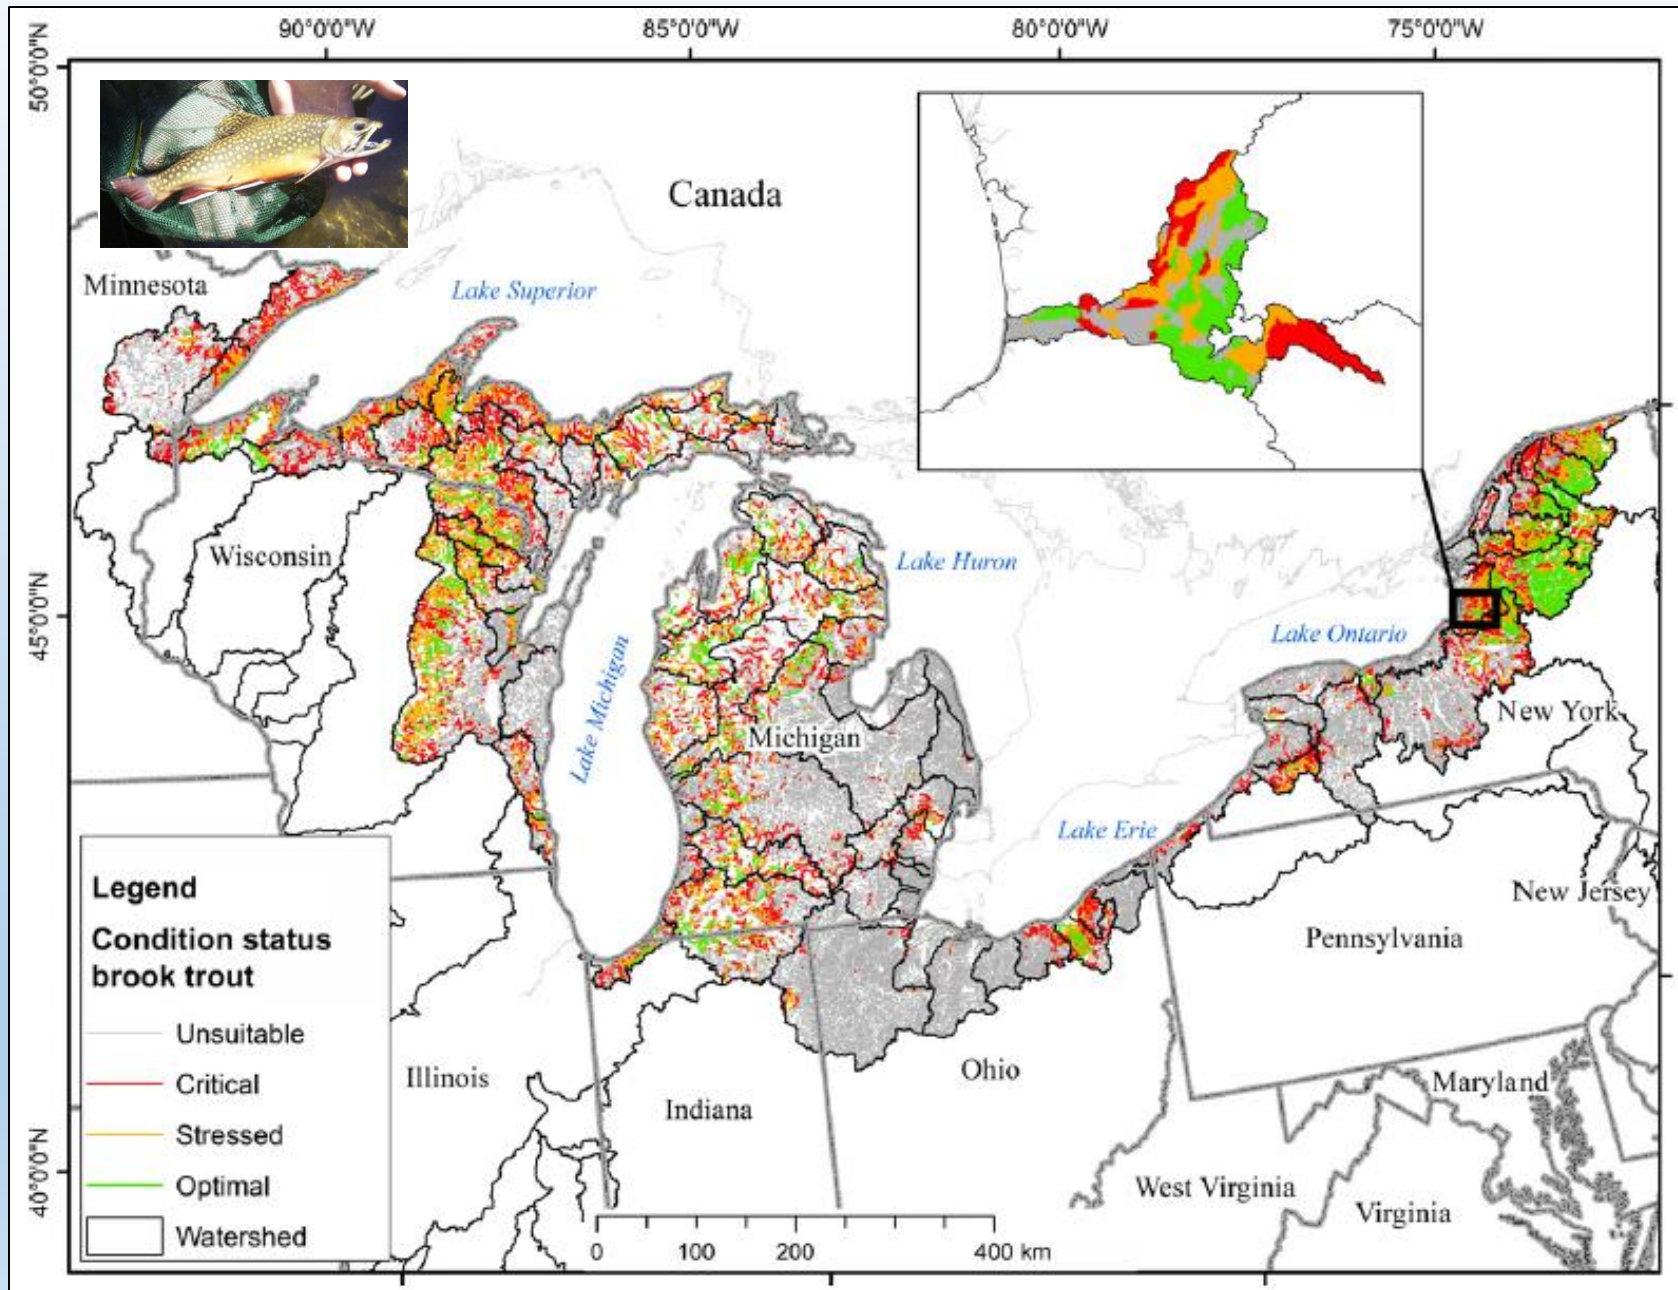 90°0'0"W
85°0'0"W
80°0'0"W
75°0'0"W
50°0'0"N
45°0'0"N
40°0'0"N
Canada
Minnesota
Lake Superior
Wisconsin
Lake Huron
Lake Michigan
Michigan
Lake Ontario
New York
Lake Erie
New Jersey
Pennsylvania
Illinois
Indiana
Ohio
Maryland
West Virginia
Virginia
Legend
Condition status
brook trout
Unsuitable
Critical
Stressed
Optimal
Watershed
0 100 200 400 km